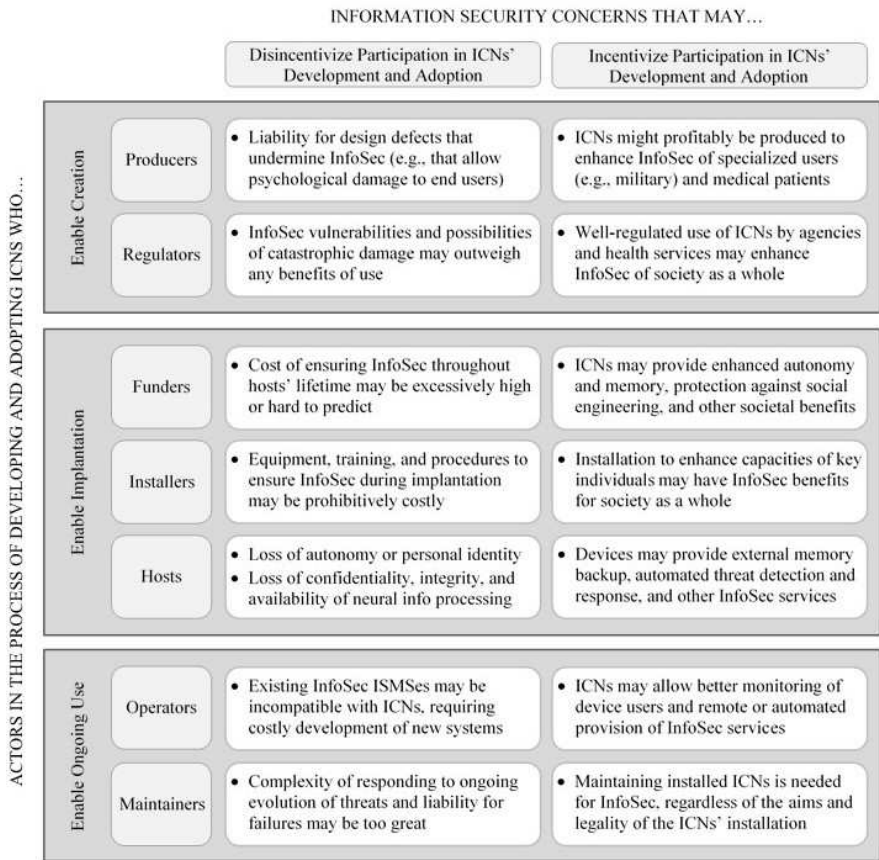 INFORMATION SECURITY CONCERNS THAT MAY…
Disincentivize Participation in ICNs’
Development and Adoption
Incentivize Participation in ICNs’
Development and Adoption
ACTORS IN THE PROCESS OF DEVELOPING AND ADOPTING ICNS WHO…
Enable Creation
Producers
• Liability for design defects that
undermine InfoSec (e.g., that allow
psychological damage to end users)
• ICNs might profitably be produced to
enhance InfoSec of specialized users
(e.g., military) and medical patients
Regulators
• InfoSec vulnerabilities and possibilities
of catastrophic damage may outweigh
any benefits of use
• Well-regulated use of ICNs by agencies
and health services may enhance
InfoSec of society as a whole
Enable Implantation
Funders
• Cost of ensuring InfoSec throughout
hosts’ lifetime may be excessively high
or hard to predict
• ICNs may provide enhanced autonomy
and memory, protection against social
engineering, and other societal benefits
Installers
• Equipment, training, and procedures to
ensure InfoSec during implantation
may be prohibitively costly
• Installation to enhance capacities of key
individuals may have InfoSec benefits
for society as a whole
Hosts
• Loss of autonomy or personal identity
• Loss of confidentiality, integrity, and
availability of neural info processing
• Devices may provide external memory
backup, automated threat detection and
response, and other InfoSec services
Enable Ongoing Use
Operators
• Existing InfoSec ISMSes may be
incompatible with ICNs, requiring
costly development of new systems
• ICNs may allow better monitoring of
device users and remote or automated
provision of InfoSec services
Maintainers
• Complexity of responding to ongoing
evolution of threats and liability for
failures may be too great
• Maintaining installed ICNs is needed
for InfoSec, regardless of the aims and
legality of the ICNs’ installation